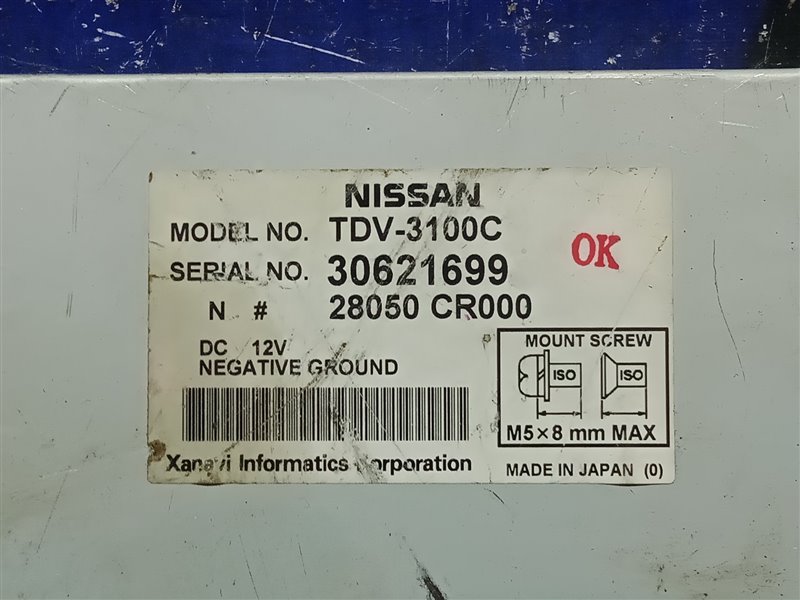 NISSAN
MODEL NO. TDV-3100C
SERIAL NO. 30621699
OK
N # 28050 CR000
DC 12V
NEGATIVE GROUND
MOUNT SCREW
ISO ISO
M5×8 mm MAX
Xanavi Informatics Corporation
MADE IN JAPAN (0)